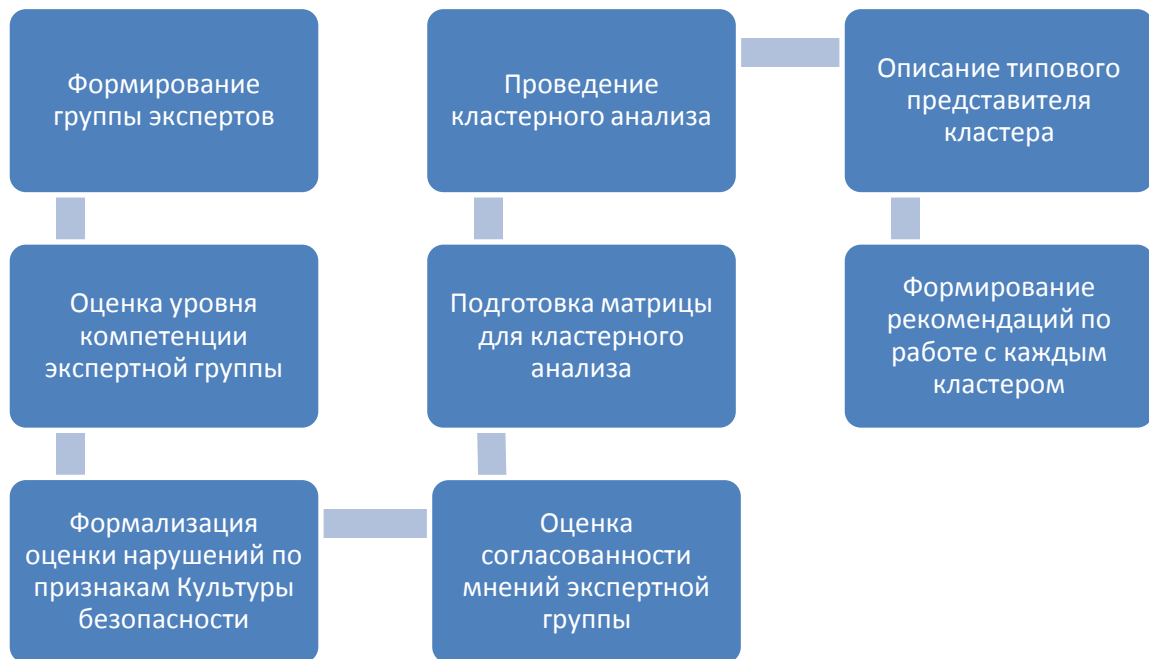 Формирование
группы экспертов
Оценка уровня
компетенции
экспертной группы
Формализация
оценки нарушений по
признакам Культуры
безопасности
Оценка
согласованности
мнений экспертной
группы
Подготовка матрицы
для кластерного
анализа
Проведение
кластерного анализа
Описание типового
представителя
кластера
Формирование
рекомендаций по
работе с каждым
кластером